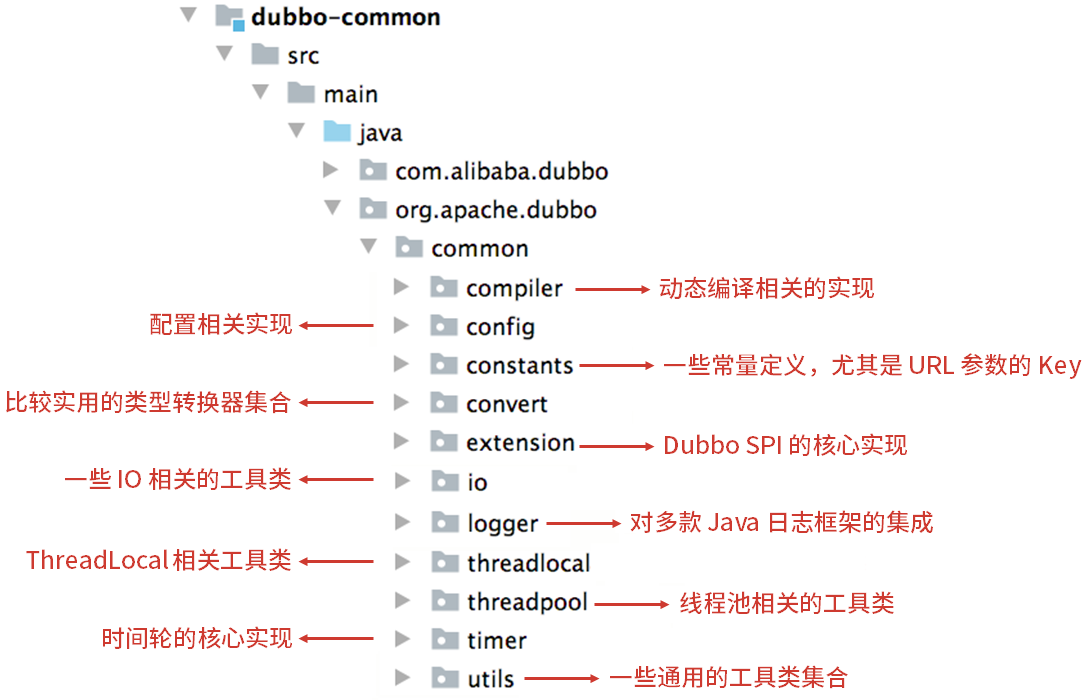 dubbo-common
src
main
java
com.alibaba.dubbo
org.apache.dubbo
common
compiler 动态编译相关的实现
配置相关实现 config
constants 一些常量定义，尤其是 URL 参数的 Key
比较实用的类型转换器集合 convert
extension Dubbo SPI 的核心实现
一些 IO 相关的工具类 io
logger 对多款 Java 日志框架的集成
ThreadLocal 相关工具类 threadlocal
threadpool 线程池相关的工具类
时间轮的核心实现 timer
utils 一些通用的工具类集合